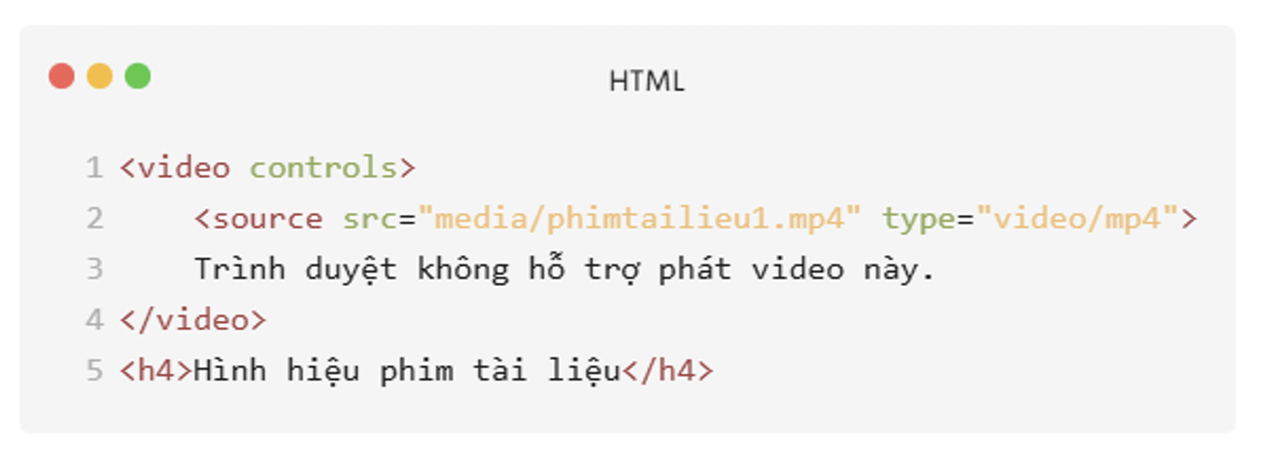 HTML
1 <video controls>
2 <source src="media/phimtailieu1.mp4" type="video/mp4">
3 Trình duyệt không hỗ trợ phát video này.
4 </video>
5 <h4>Hình hiệu phim tài liệu</h4>